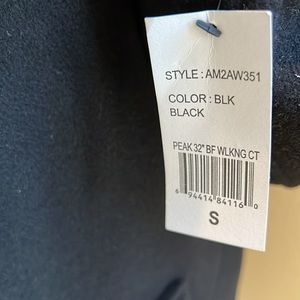 STYLE : AM2AW351
COLOR : BLK
BLACK
PEAK 32" BF WLKNG CT
6 94414 84116 0
S